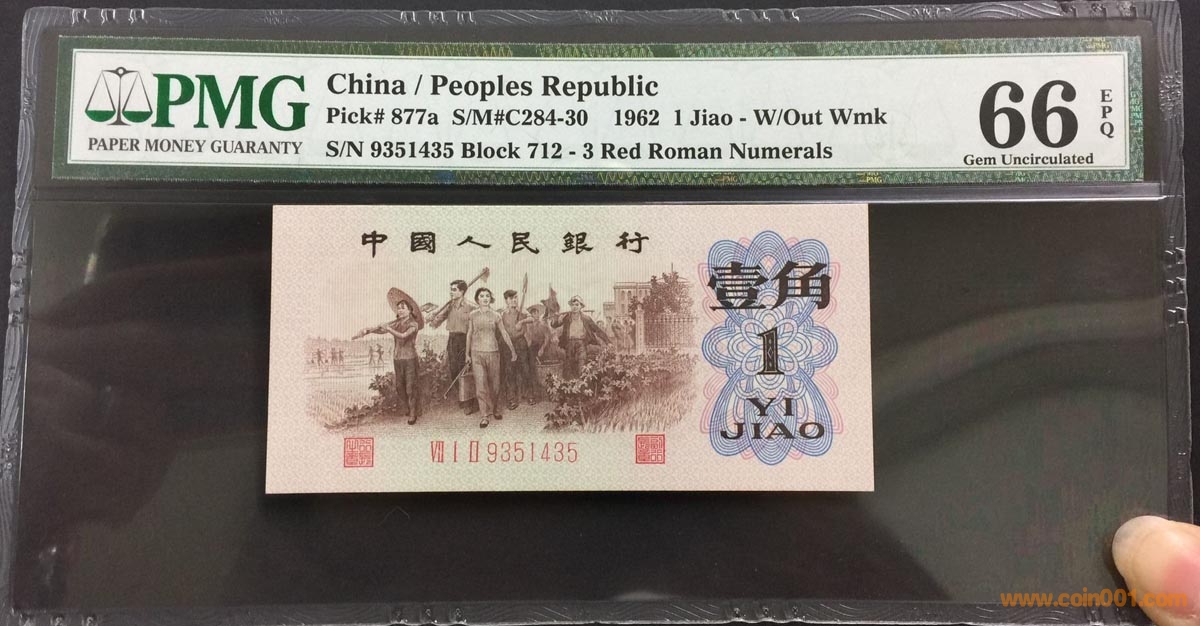 PMG
PAPER MONEY GUARANTY
China / Peoples Republic
Pick# 877a S/M#C284-30 1962 1 Jiao - W/Out Wmk
S/N 9351435 Block 712 - 3 Red Roman Numerals
66
EPQ
Gem Uncirculated
中國人民銀行
壹角
1
YI
JIAO
Ⅶ Ⅰ Ⅱ 9351435
www.coin001.com